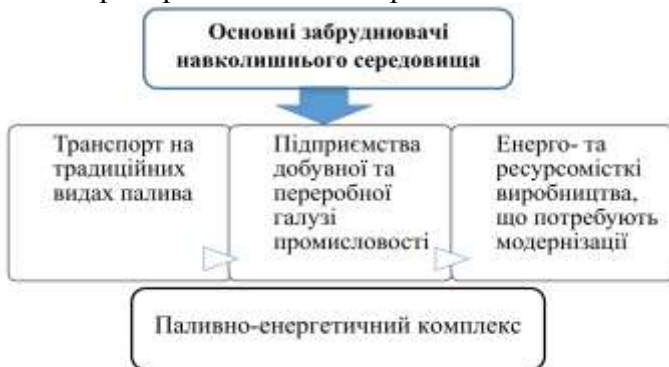 Основні забруднювачі
навколишнього середовища
Транспорт на
традиційних
видах палива
Підприємства
добувної та
переробної
галузі
промисловості
Енерго- та
ресурсомісткі
виробництва,
що потребують
модернізації
Паливно-енергетичний комплекс